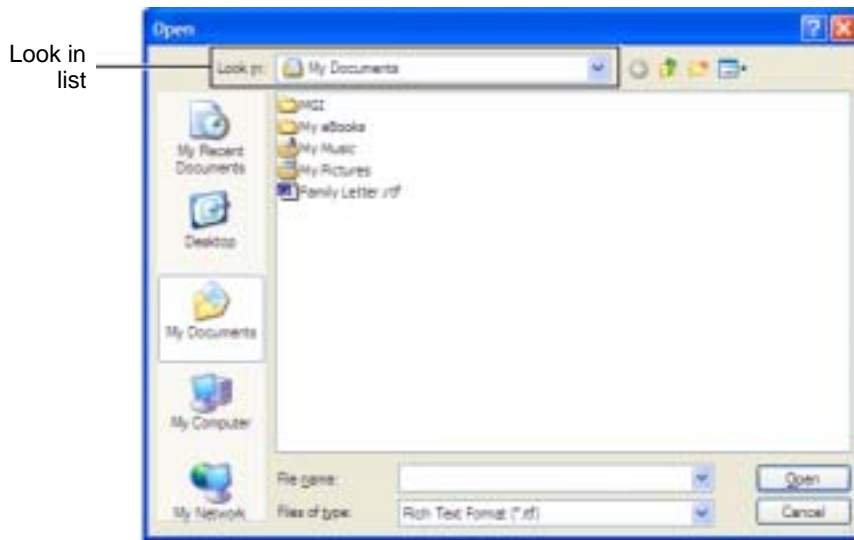 Open
Look in
list
Look in: My Documents
MGI
My eBooks
My Music
My Pictures
Family Letter.rtf
My Recent
Documents
Desktop
My Documents
My Computer
My Network
File name:
Open
Files of type: Rich Text Format (*.rtf)
Cancel